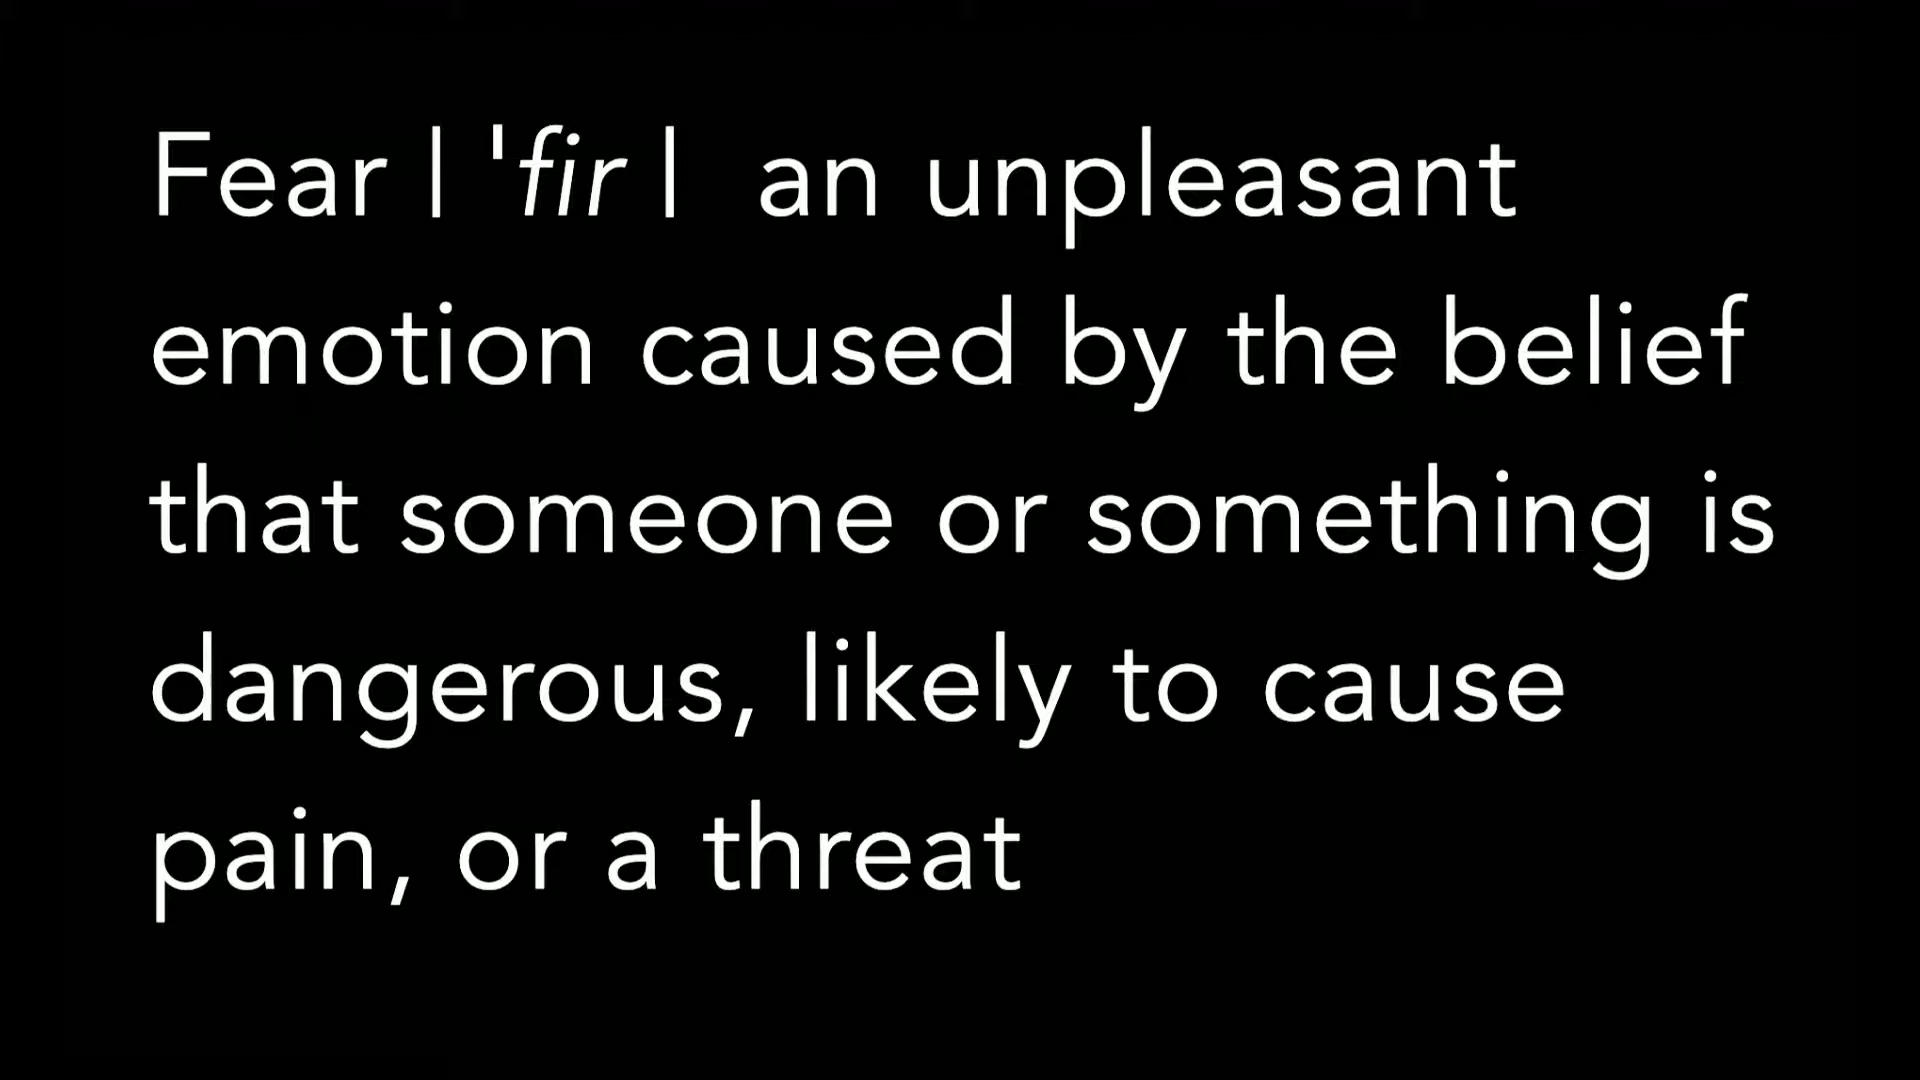 Fear | 'fir |  an unpleasant
emotion caused by the belief
that someone or something is
dangerous, likely to cause
pain, or a threat